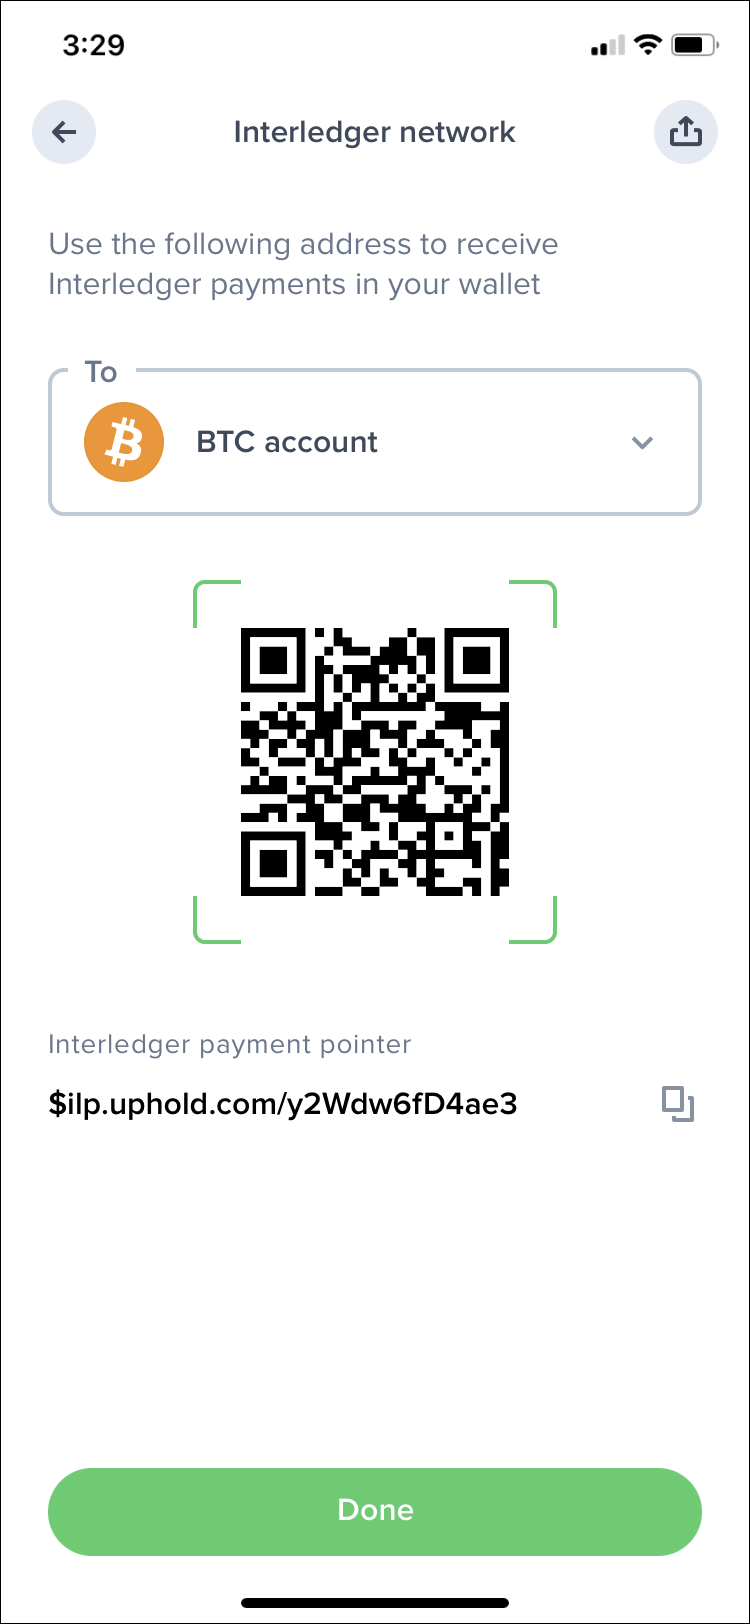 3:29
Interledger network
Use the following address to receive
Interledger payments in your wallet
To
BTC account
Interledger payment pointer
$ilp.uphold.com/y2Wdw6fD4ae3
Done